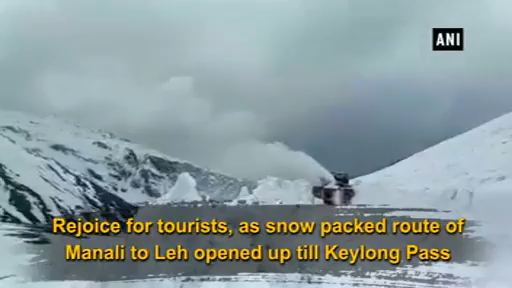 ANI
Rejoice for tourists, as snow packed route of
Manali to Leh opened up till Keylong Pass